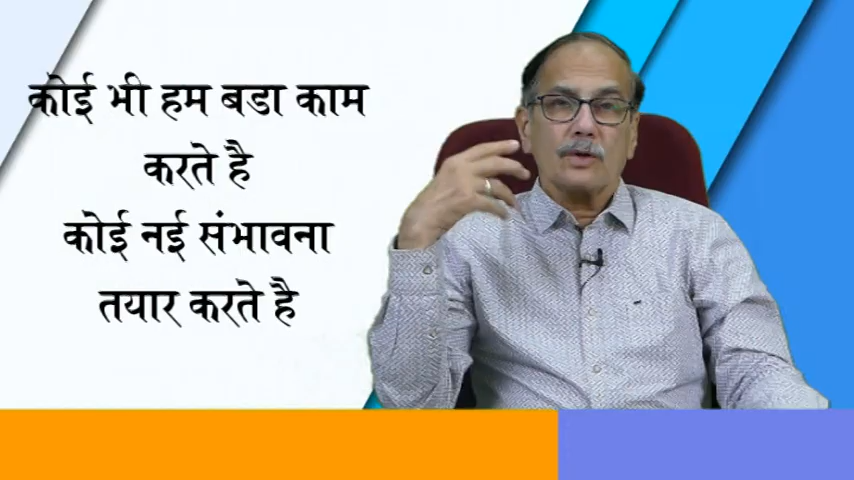 कोई भी हम बडा काम
करते है
कोई नई संभावना
तयार करते है